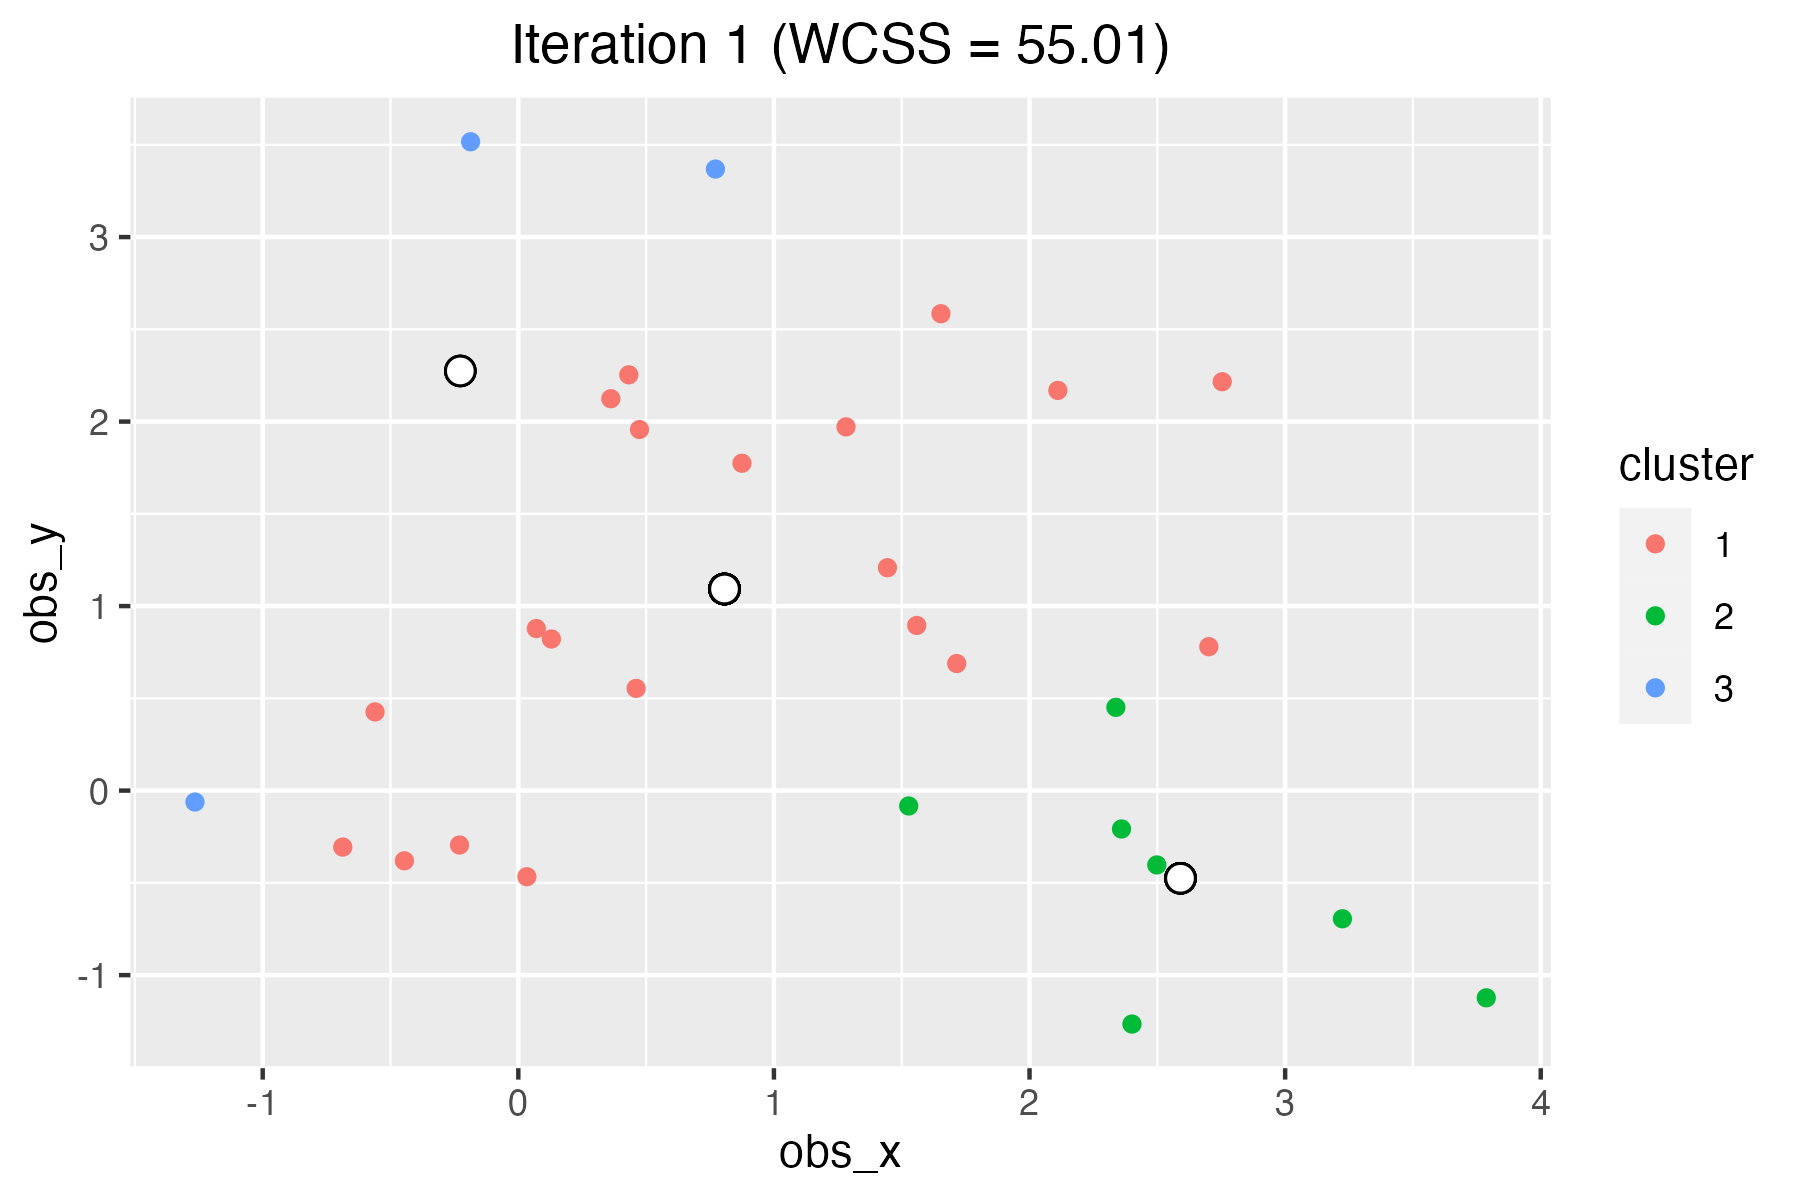 Iteration 1 (WCSS = 55.01)
obs_y
3
2
1
0
-1
-1 0 1 2 3 4
obs_x
cluster
1
2
3